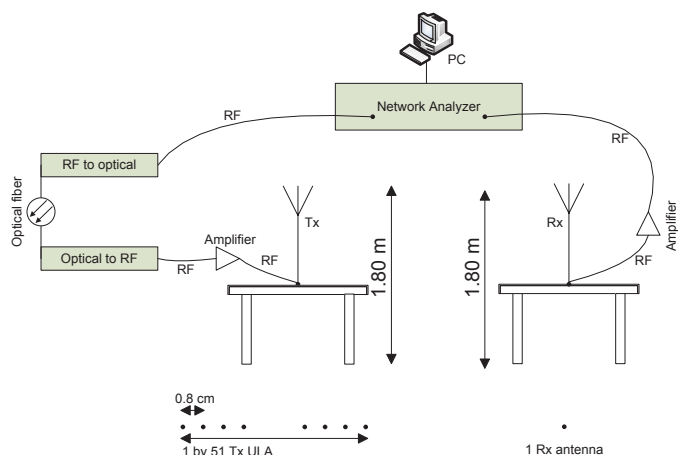 PC
Network Analyzer
RF
RF
RF to optical
Optical fiber
Optical to RF
RF
Amplifier
RF
Tx
1.80 m
1.80 m
Rx
RF
Amplifier
0.8 cm
1 by 51 Tx ULA
1 Rx antenna